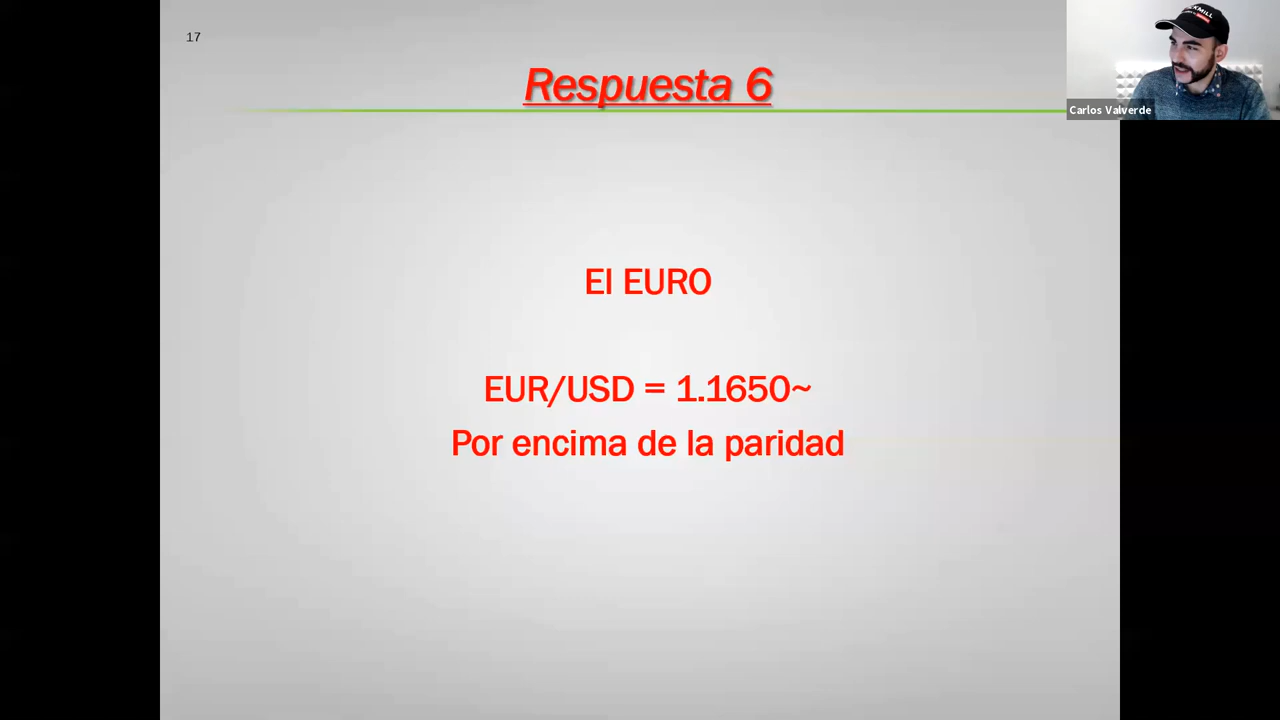 17
Respuesta 6
El EURO
EUR/USD = 1.1650~
Por encima de la paridad
Carlos Valverde